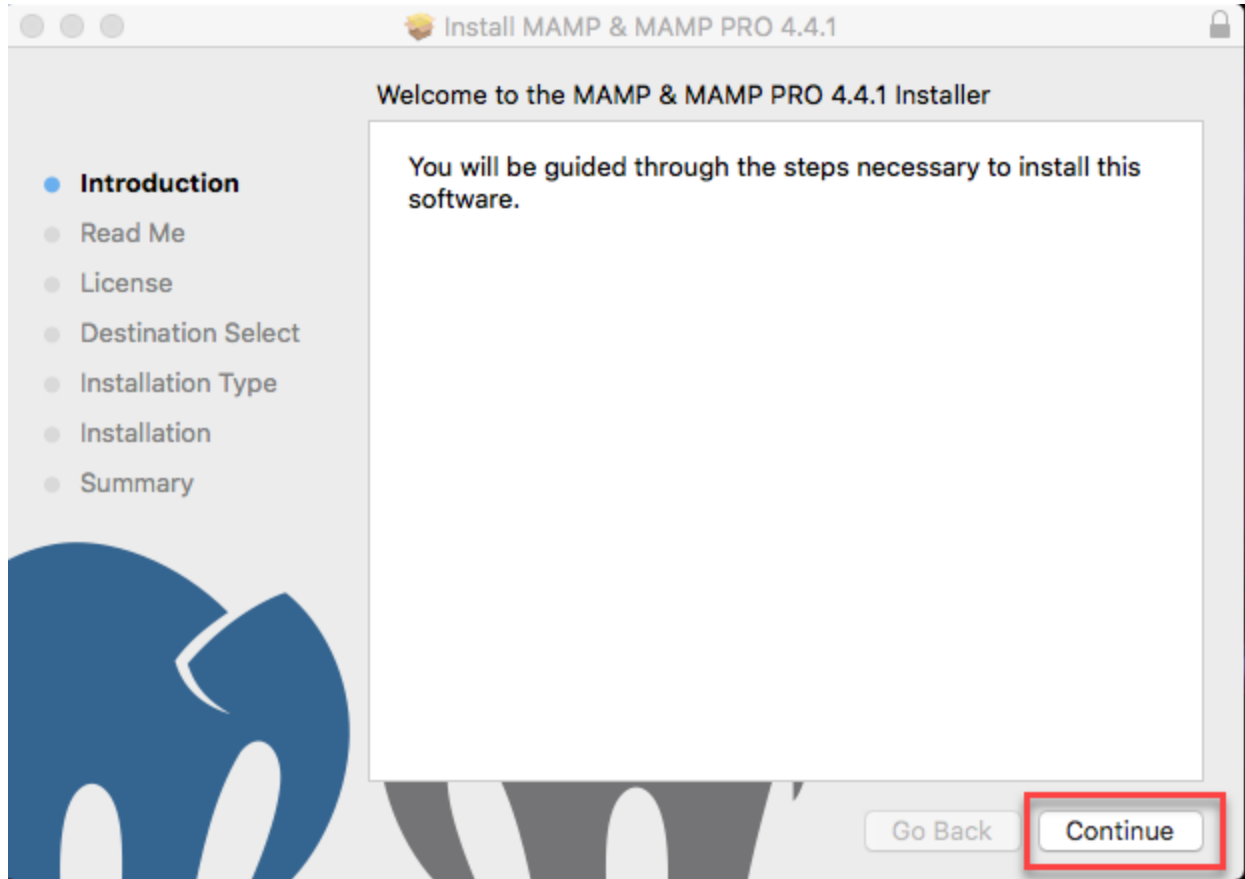 Install MAMP & MAMP PRO 4.4.1
Welcome to the MAMP & MAMP PRO 4.4.1 Installer
Introduction
Read Me
License
Destination Select
Installation Type
Installation
Summary
You will be guided through the steps necessary to install this
software.
Go Back
Continue